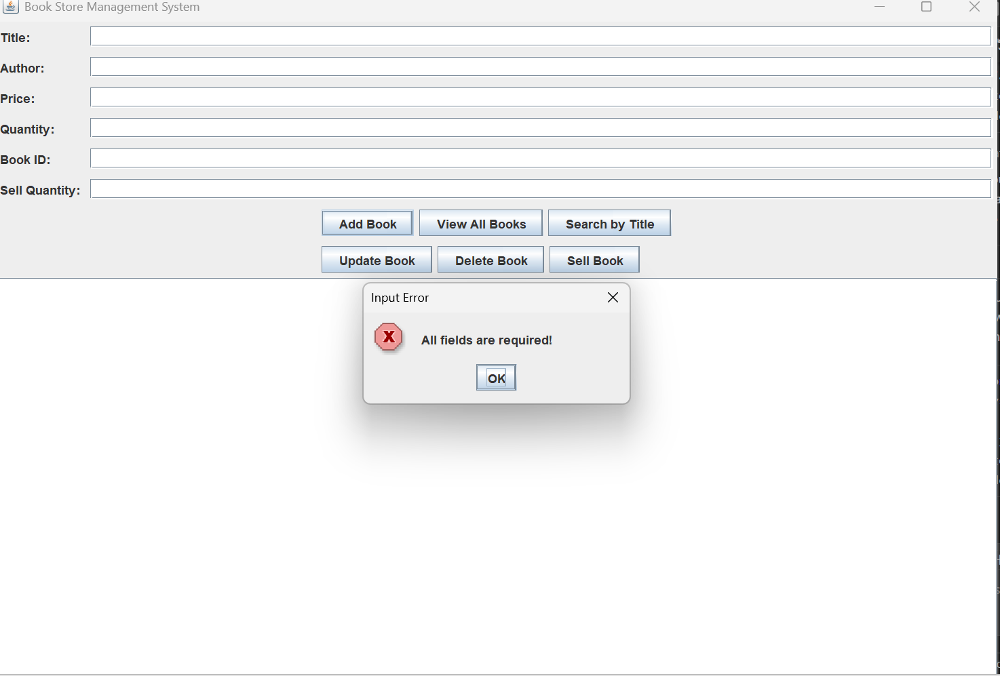 Book Store Management System
Title:
Author:
Price:
Quantity:
Book ID:
Sell Quantity:
Add Book View All Books Search by Title
Update Book Delete Book Sell Book
Input Error
All fields are required!
OK